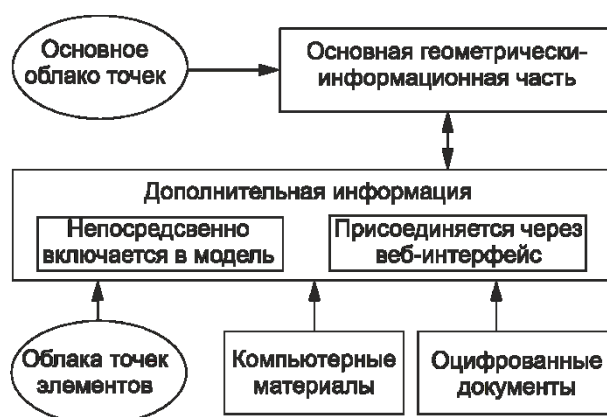 Основное
облако точек
Основная геометрически-
информационная часть
Дополнительная информация
Непосредсвенно
включается в модель
Присоединяется через
веб-интерфейс
Облака точек
элементов
Компьютерные
материалы
Оцифрованные
документы